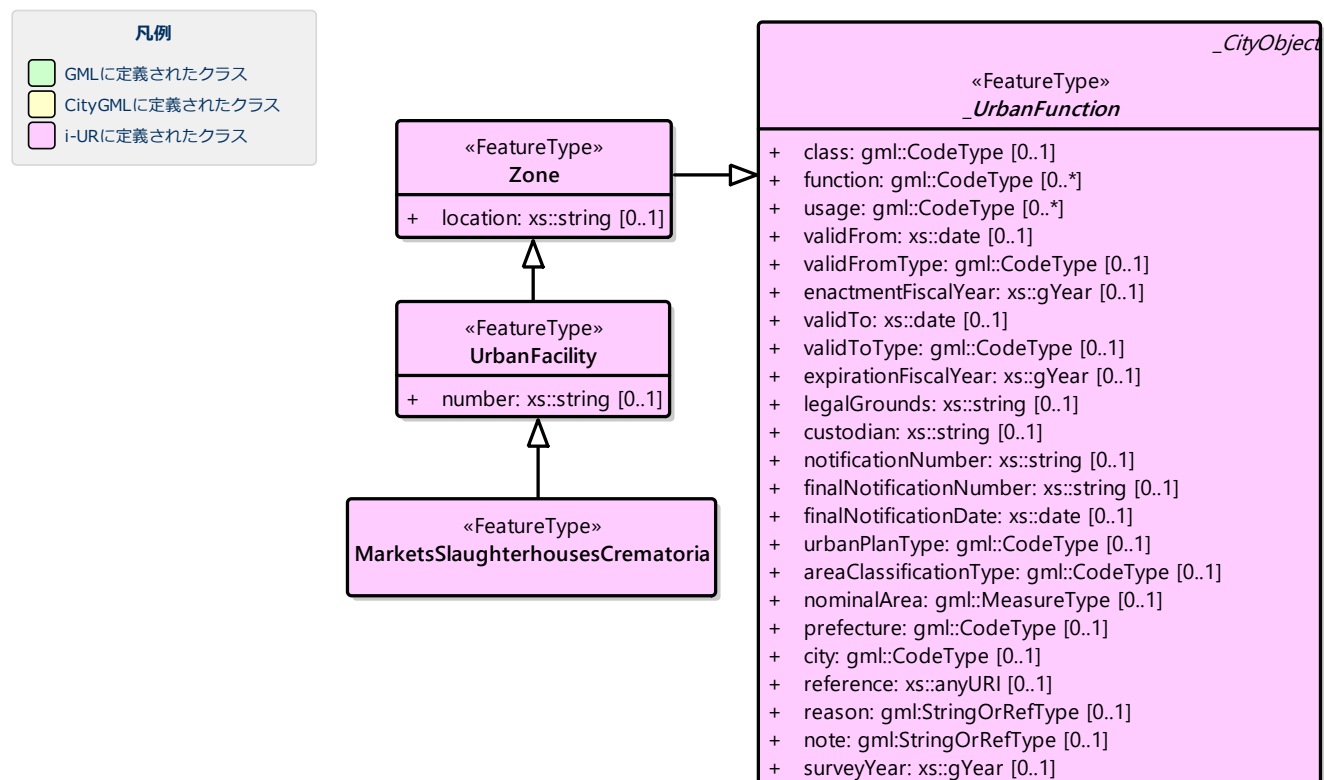 凡例
GMLに定義されたクラス
CityGMLに定義されたクラス
i-URに定義されたクラス
«FeatureType»
Zone
+ location: xs::string [0..1]
«FeatureType»
UrbanFacility
+ number: xs::string [0..1]
«FeatureType»
MarketsSlaughterhousesCrematoria
_CityObject
«FeatureType»
_UrbanFunction
+ class: gml::CodeType [0..1]
+ function: gml::CodeType [0..*]
+ usage: gml::CodeType [0..*]
+ validFrom: xs::date [0..1]
+ validFromType: gml::CodeType [0..1]
+ enactmentFiscalYear: xs::gYear [0..1]
+ validTo: xs::date [0..1]
+ validToType: gml::CodeType [0..1]
+ expirationFiscalYear: xs::gYear [0..1]
+ legalGrounds: xs::string [0..1]
+ custodian: xs::string [0..1]
+ notificationNumber: xs::string [0..1]
+ finalNotificationNumber: xs::string [0..1]
+ finalNotificationDate: xs::date [0..1]
+ urbanPlanType: gml::CodeType [0..1]
+ areaClassificationType: gml::CodeType [0..1]
+ nominalArea: gml::MeasureType [0..1]
+ prefecture: gml::CodeType [0..1]
+ city: gml::CodeType [0..1]
+ reference: xs::anyURI [0..1]
+ reason: gml:StringOrRefType [0..1]
+ note: gml:StringOrRefType [0..1]
+ surveyYear: xs::gYear [0..1]